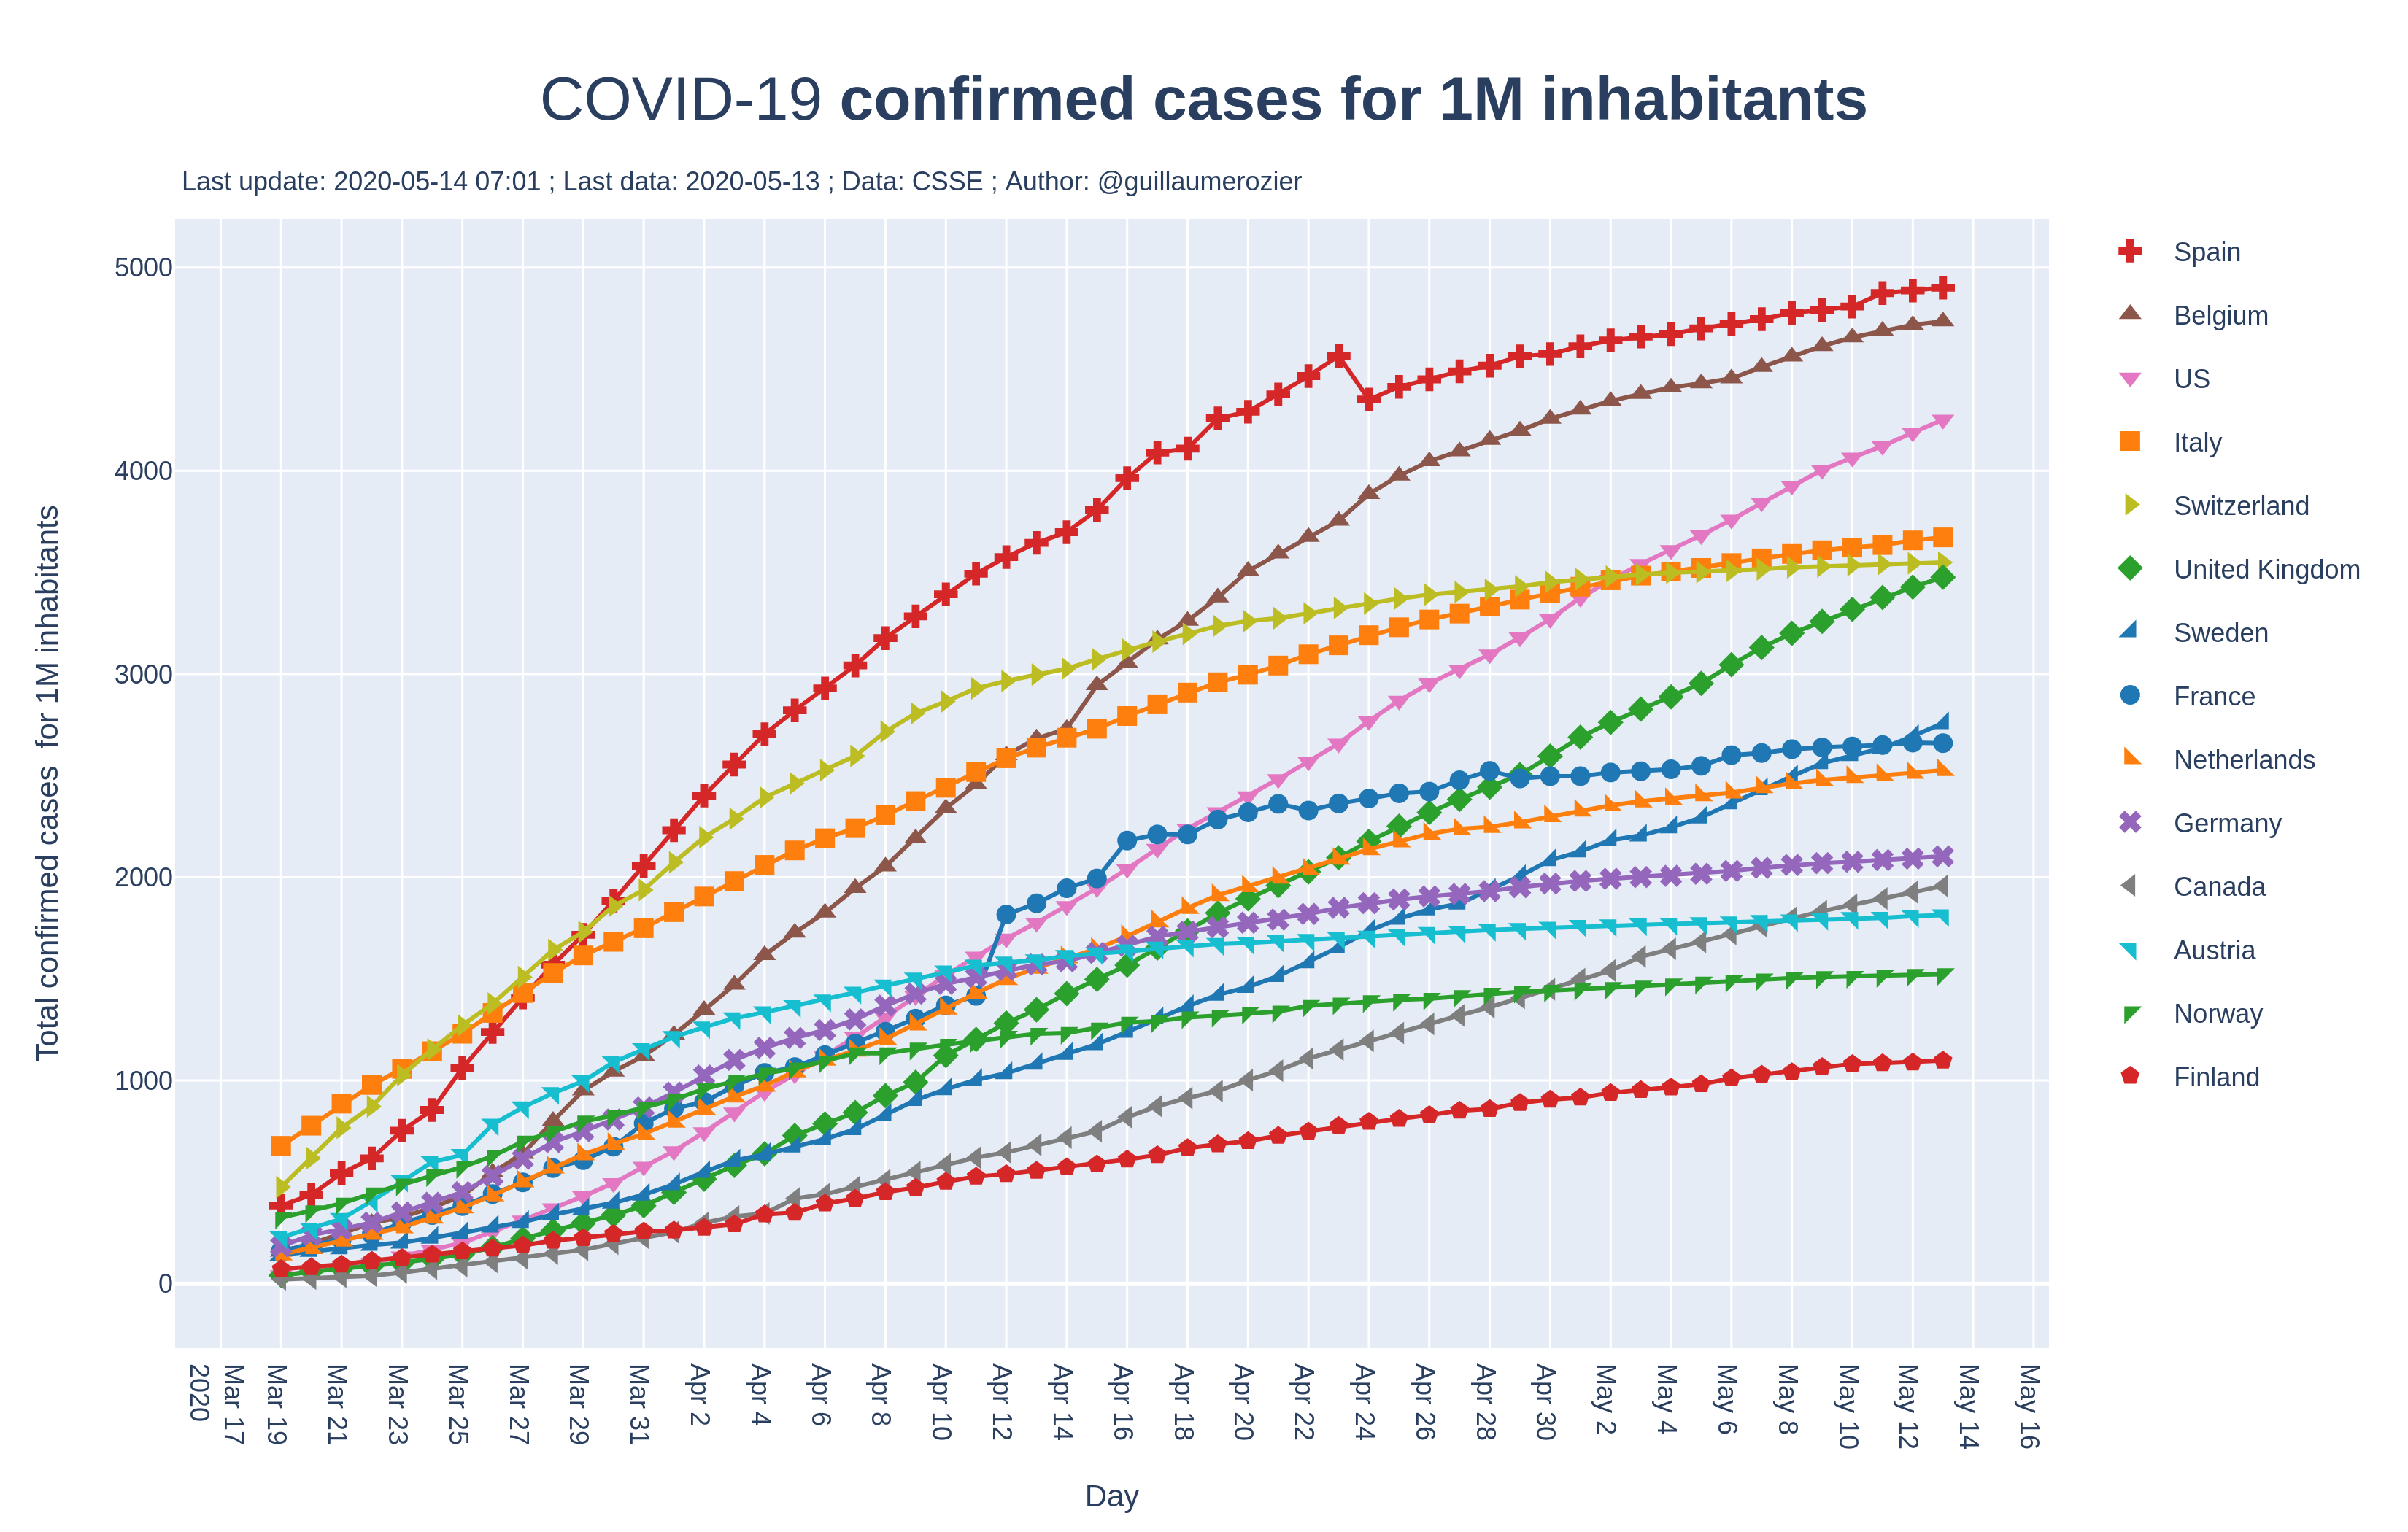 COVID-19 confirmed cases for 1M inhabitants
Last update: 2020-05-14 07:01 ; Last data: 2020-05-13 ; Data: CSSE ; Author: @guillaumerozier
Total confirmed cases  for 1M inhabitants
5000
4000
3000
2000
1000
0
Mar 17
2020
Mar 19
Mar 21
Mar 23
Mar 25
Mar 27
Mar 29
Mar 31
Apr 2
Apr 4
Apr 6
Apr 8
Apr 10
Apr 12
Apr 14
Apr 16
Apr 18
Apr 20
Apr 22
Apr 24
Apr 26
Apr 28
Apr 30
May 2
May 4
May 6
May 8
May 10
May 12
May 14
May 16
Day
Spain
Belgium
US
Italy
Switzerland
United Kingdom
Sweden
France
Netherlands
Germany
Canada
Austria
Norway
Finland